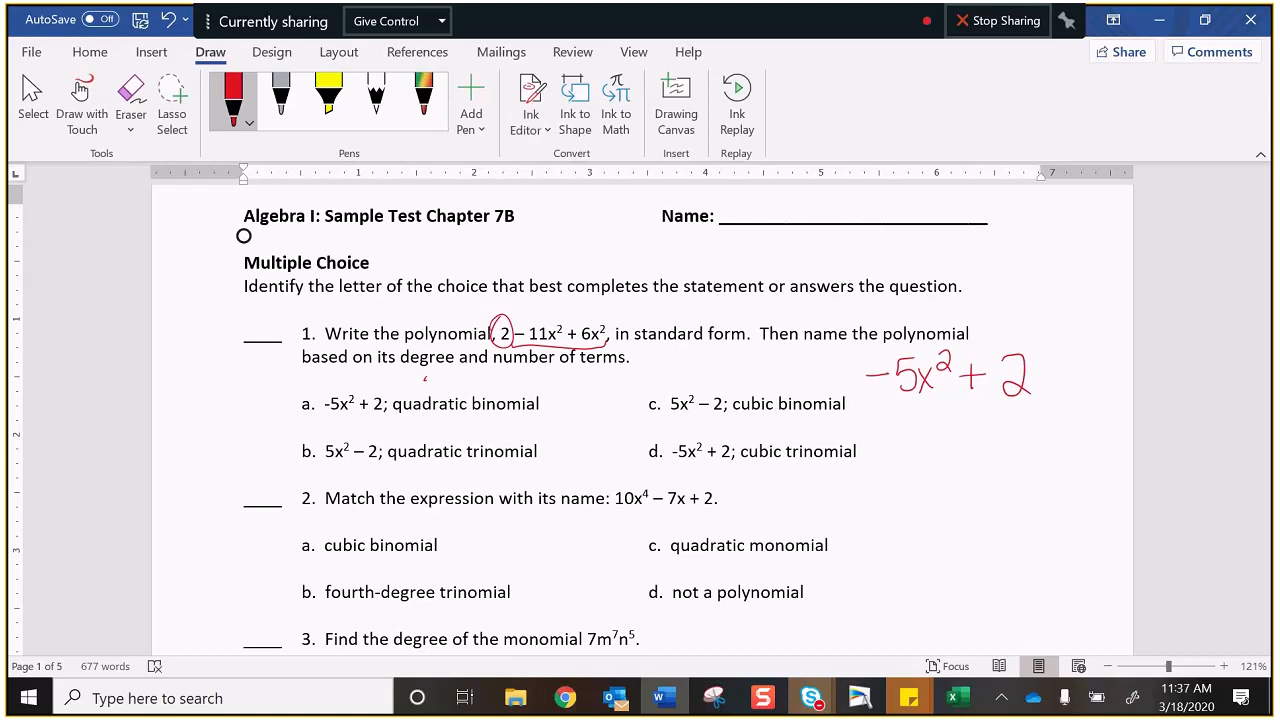 AutoSave Off Currently sharing Give Control Stop Sharing
File Home Insert Draw Design Layout References Mailings Review View Help Share Comments
Select Draw with Touch Eraser Lasso Select Add Pen Ink Editor Ink to Shape Ink to Math Drawing Canvas Ink Replay
Tools Pens Convert Insert Replay
1 2 3 4 5 6 7
Algebra I: Sample Test Chapter 7B Name: ____________________________
Multiple Choice
Identify the letter of the choice that best completes the statement or answers the question.
____ 1. Write the polynomial, 2 – 11x² + 6x², in standard form. Then name the polynomial
based on its degree and number of terms.
-5x² + 2
a. -5x² + 2; quadratic binomial c. 5x² – 2; cubic binomial
b. 5x² – 2; quadratic trinomial d. -5x² + 2; cubic trinomial
____ 2. Match the expression with its name: 10x⁴ – 7x + 2.
a. cubic binomial c. quadratic monomial
b. fourth-degree trinomial d. not a polynomial
____ 3. Find the degree of the monomial 7m⁷n⁵.
Page 1 of 5 677 words Focus 121%
Type here to search 11:37 AM
3/18/2020